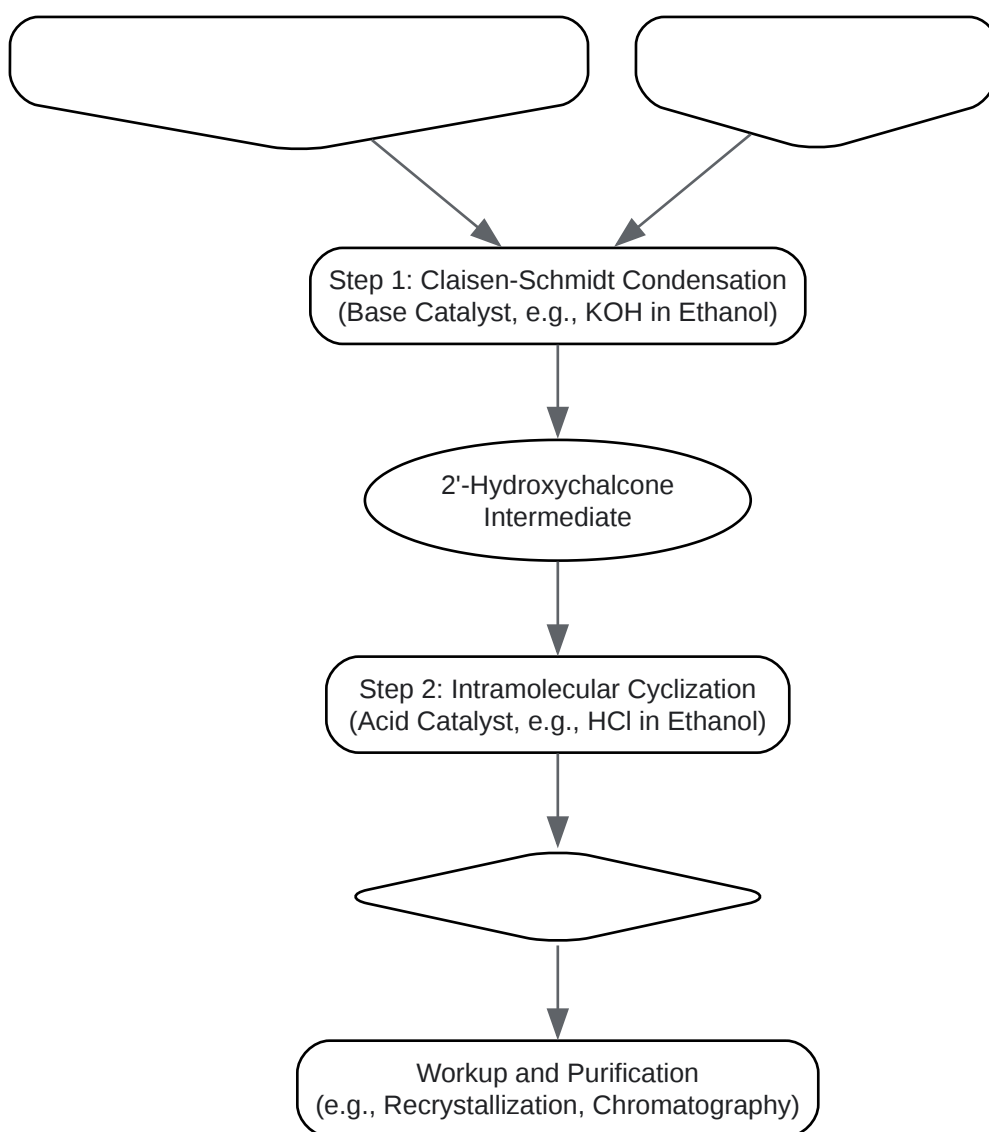 Step 1: Claisen-Schmidt Condensation
(Base Catalyst, e.g., KOH in Ethanol)
2'-Hydroxychalcone
Intermediate
Step 2: Intramolecular Cyclization
(Acid Catalyst, e.g., HCl in Ethanol)
Workup and Purification
(e.g., Recrystallization, Chromatography)